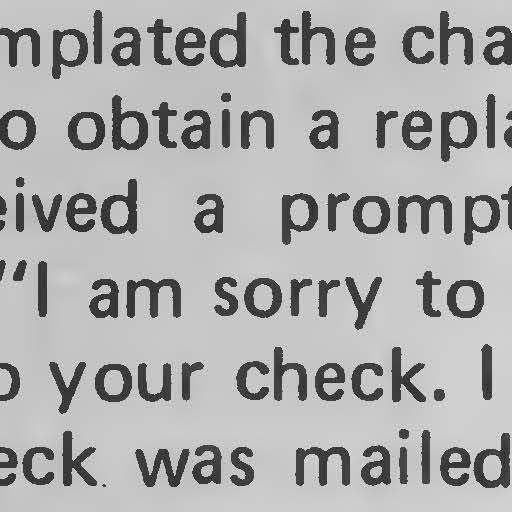 mplated the cha
o obtain a repla
eived a prompt
"I am sorry to
o your check. I
eck. was mailed